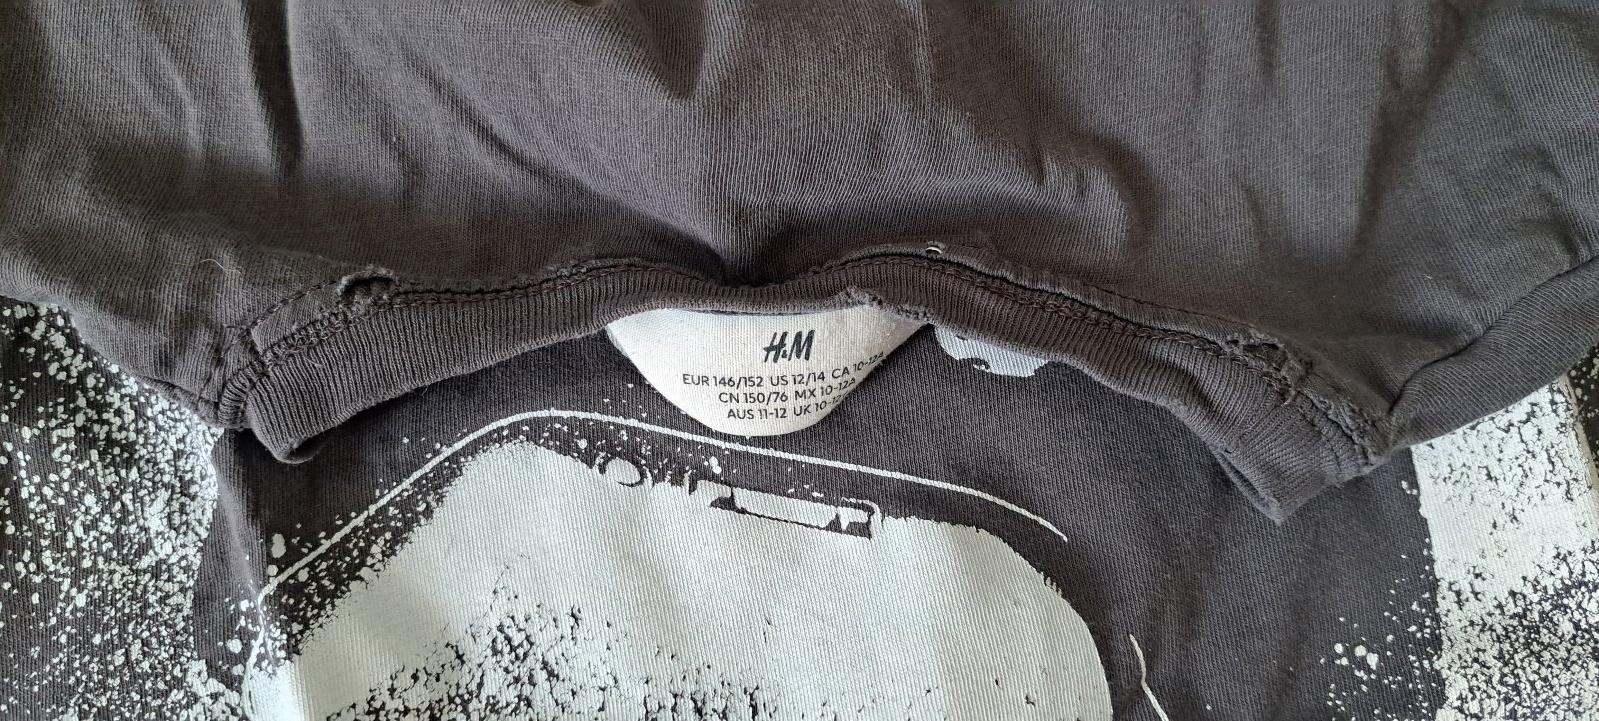 H&M
EUR 146/152 US 12/14 CA 10-12A
CN 150/76 MX 10-12A
AUS 11-12 UK 10-